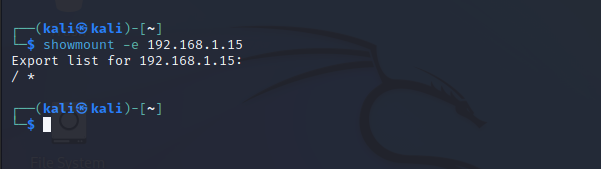 ┌──(kali㉿kali)-[~]
└─$ showmount -e 192.168.1.15
Export list for 192.168.1.15:
/ *
┌──(kali㉿kali)-[~]
└─$
File System